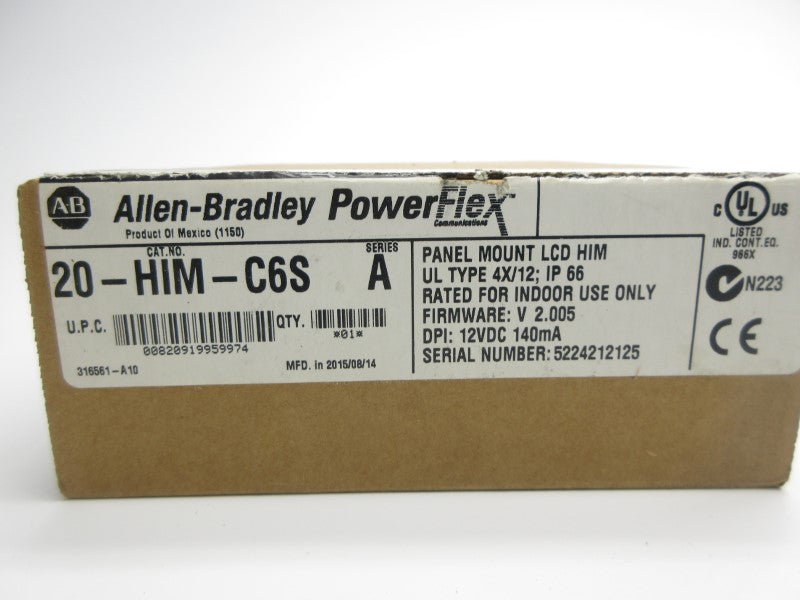 AB Allen-Bradley PowerFlex
Communications
Product Of Mexico (1150)
CAT.NO. SERIES
20-HIM-C6S A
U.P.C. QTY.
00820919959974 *01*
316561-A10 MFD. in 2015/08/14
PANEL MOUNT LCD HIM
UL TYPE 4X/12; IP 66
RATED FOR INDOOR USE ONLY
FIRMWARE: V 2.005
DPI: 12VDC 140mA
SERIAL NUMBER: 5224212125
C UL US
LISTED
IND. CONT.EQ.
966X
N223
CE